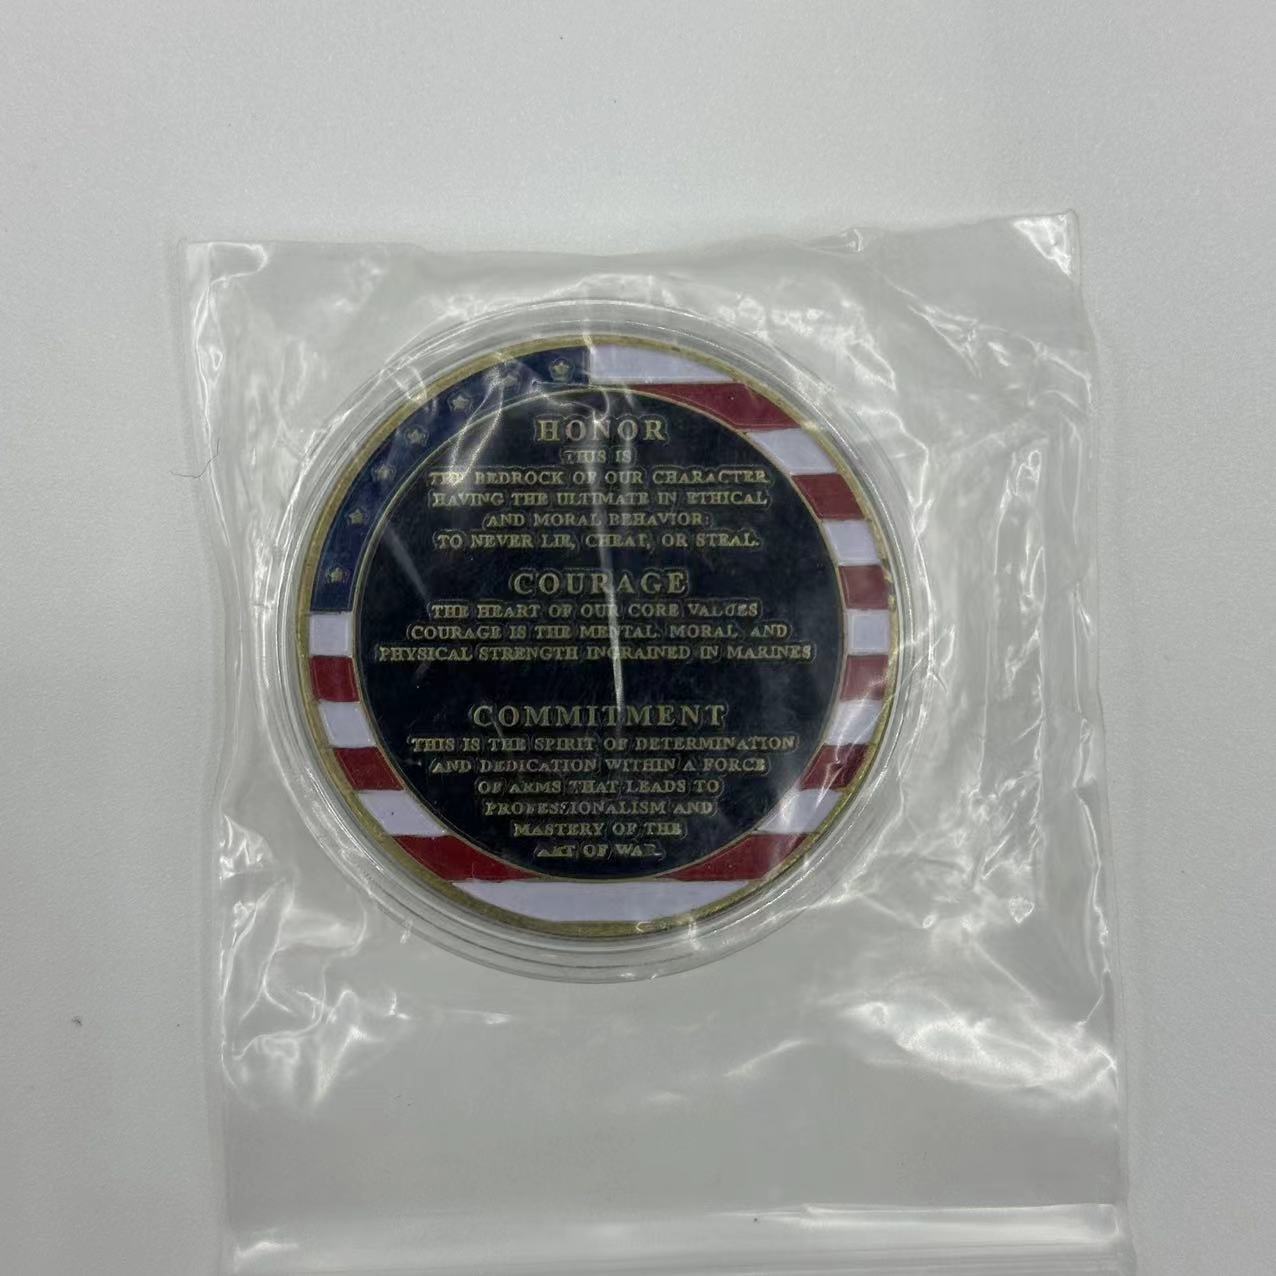 HONOR
THIS IS
THE BEDROCK OF OUR CHARACTER
HAVING THE ULTIMATE IN ETHICAL
AND MORAL BEHAVIOR:
TO NEVER LIE, CHEAT, OR STEAL.
COURAGE
THE HEART OF OUR CORE VALUES
COURAGE IS THE MENTAL MORAL AND
PHYSICAL STRENGTH INGRAINED IN MARINES
COMMITMENT
THIS IS THE SPIRIT OF DETERMINATION
AND DEDICATION WITHIN A FORCE
OF ARMS THAT LEADS TO
PROFESSIONALISM AND
MASTERY OF THE
ART OF WAR.